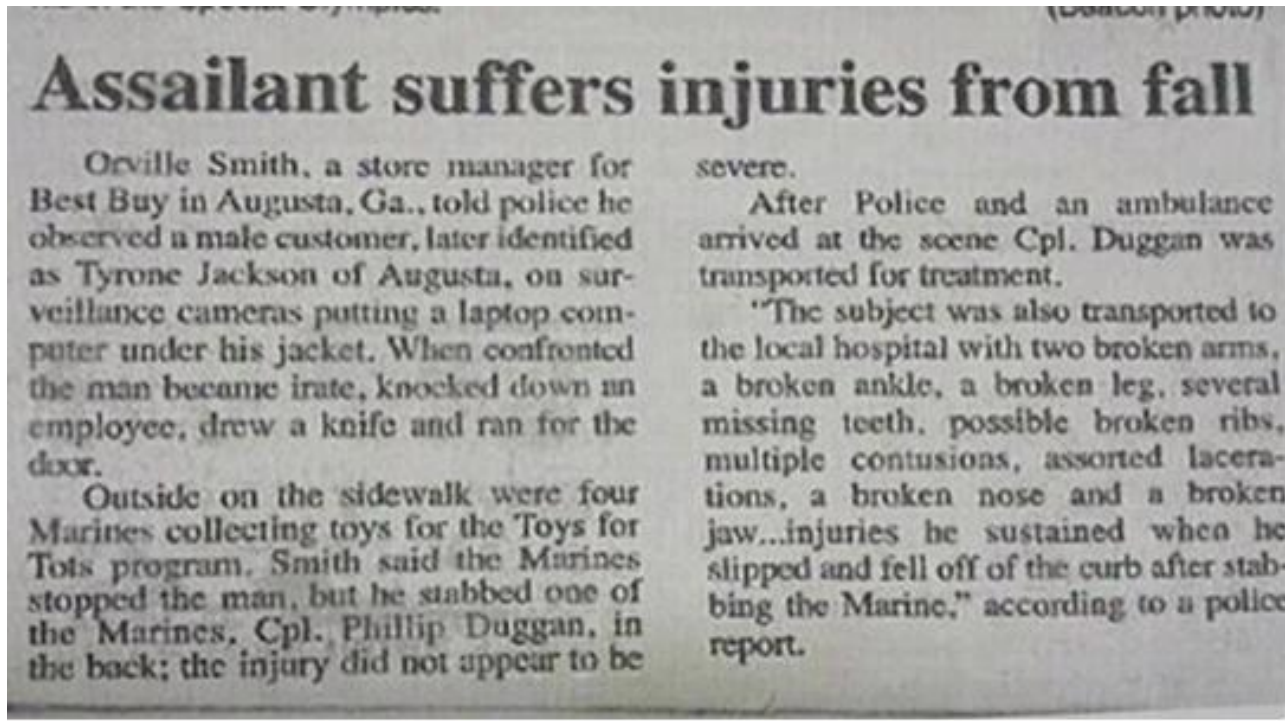 (Beacon photo)
Assailant suffers injuries from fall
Orville Smith, a store manager for
Best Buy in Augusta, Ga., told police he
observed a male customer, later identified
as Tyrone Jackson of Augusta, on sur-
veillance cameras putting a laptop com-
puter under his jacket. When confronted
the man became irate, knocked down an
employee, drew a knife and ran for the
door.
Outside on the sidewalk were four
Marines collecting toys for the Toys for
Tots program. Smith said the Marines
stopped the man, but he stabbed one of
the Marines, Cpl. Phillip Duggan, in
the back; the injury did not appear to be
severe.
After Police and an ambulance
arrived at the scene Cpl. Duggan was
transported for treatment.
"The subject was also transported to
the local hospital with two broken arms,
a broken ankle, a broken leg, several
missing teeth, possible broken ribs,
multiple contusions, assorted lacera-
tions, a broken nose and a broken
jaw...injuries he sustained when he
slipped and fell off of the curb after stab-
bing the Marine," according to a police
report.